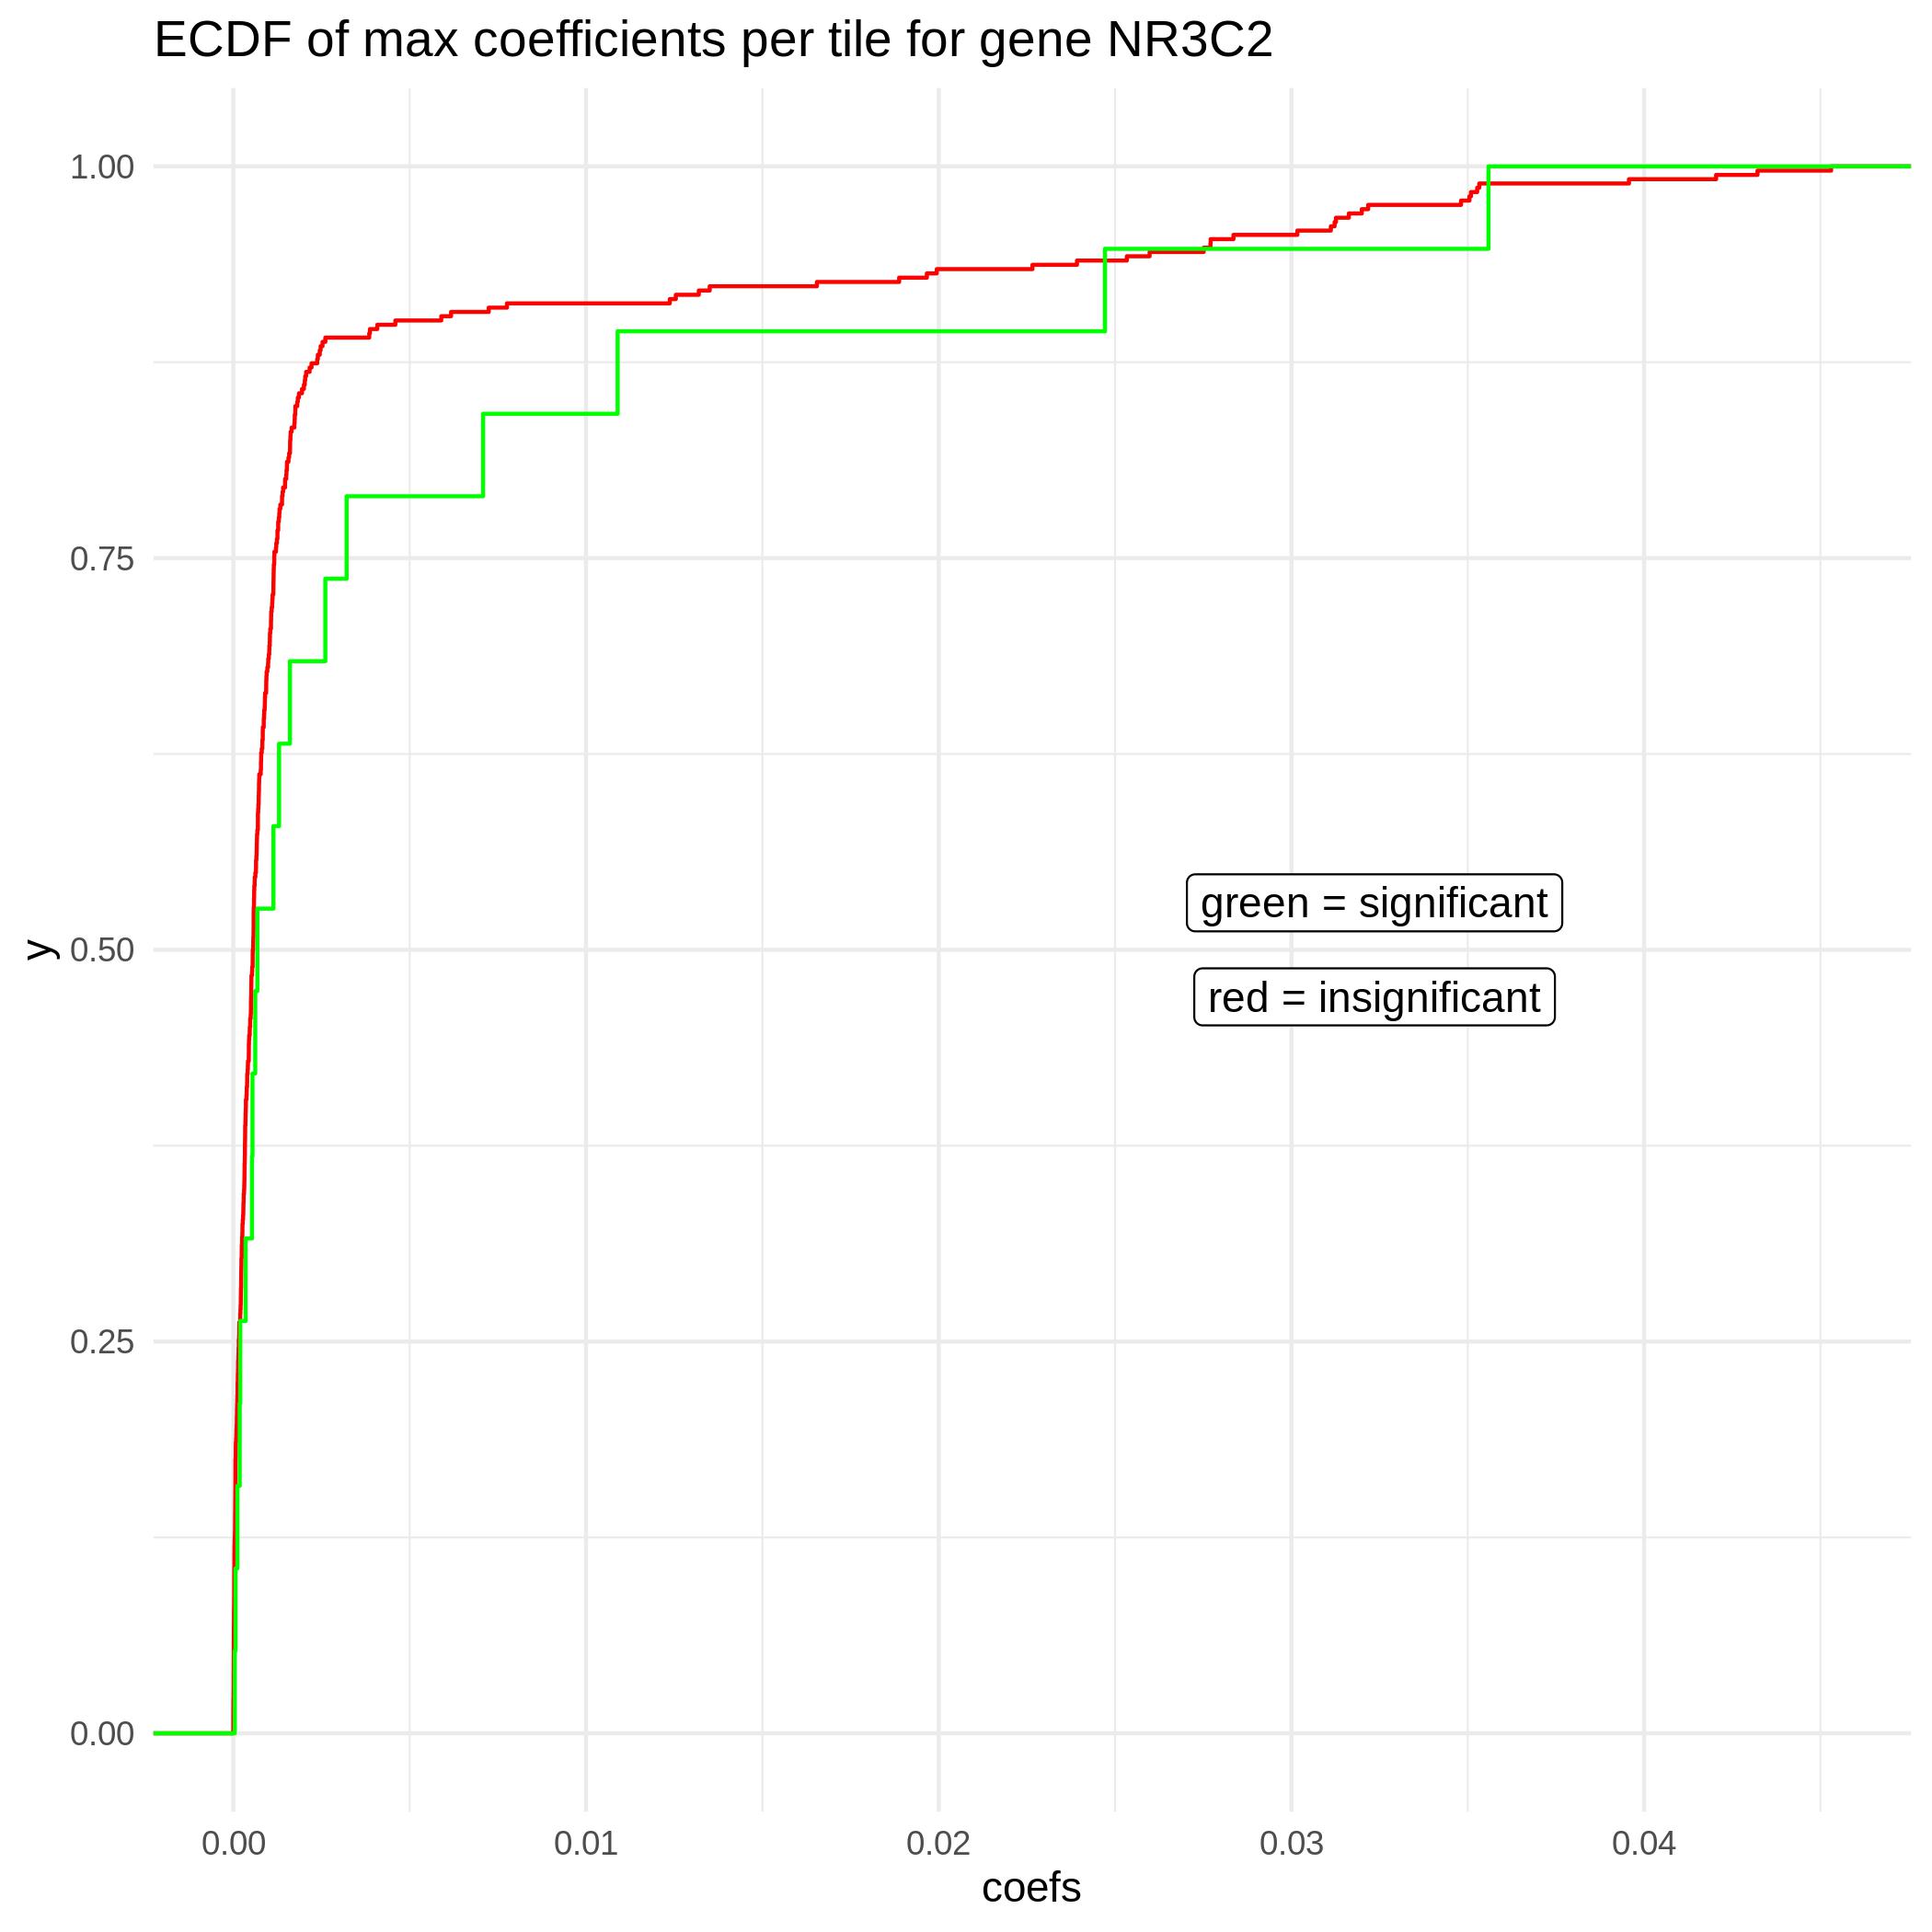 ECDF of max coefficients per tile for gene NR3C2
1.00
0.75
0.50
0.25
0.00
y
green = significant
red = insignificant
0.00 0.01 0.02 0.03 0.04
coefs